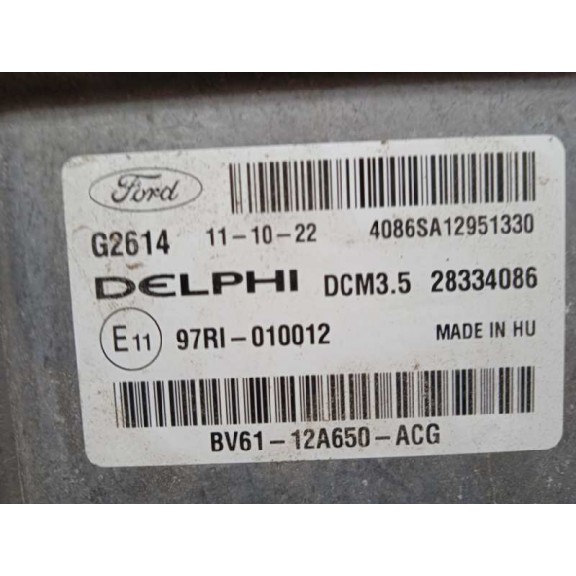 Ford
G2614 11-10-22 4086SA12951330
DELPHI DCM3.5 28334086
E11 97RI-010012 MADE IN HU
BV61-12A650-ACG